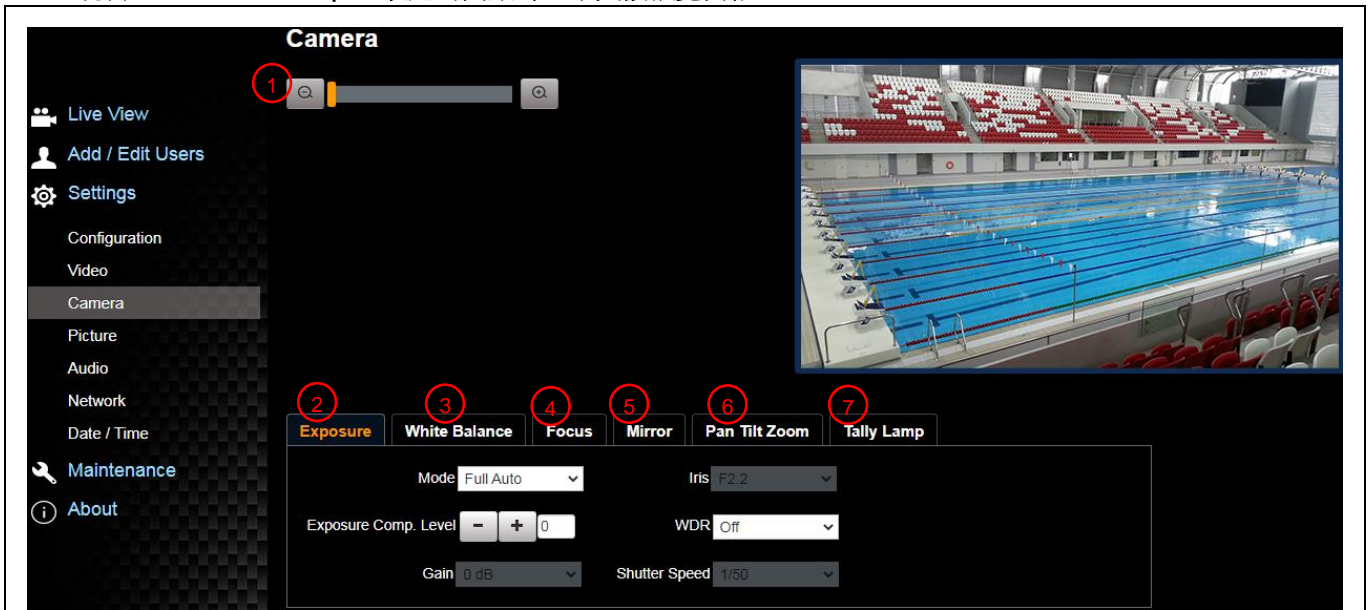 Camera
1
Live View
Add / Edit Users
Settings
Configuration
Video
Camera
Picture
Audio
Network
Date / Time
Maintenance
About
2 3 4 5 6 7
Exposure White Balance Focus Mirror Pan Tilt Zoom Tally Lamp
Mode Full Auto Iris F2.2
Exposure Comp. Level - + 0 WDR Off
Gain 0 dB Shutter Speed 1/50